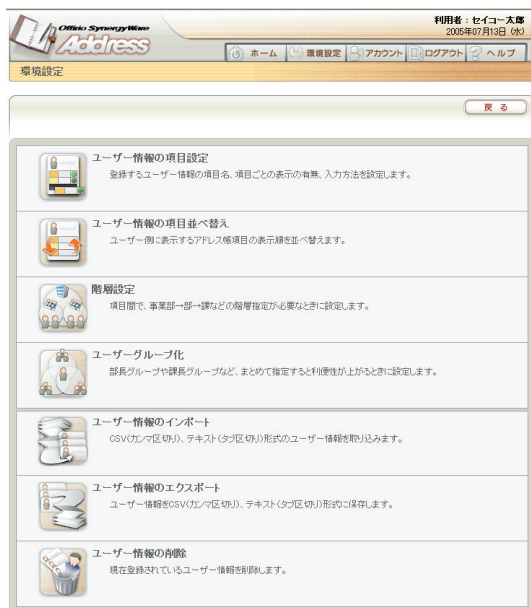 利用者：セイコー太郎
Offisio SynergyWare
2005年07月13日 (水)
Address
ホーム 環境設定 アカウント ログアウト ヘルプ
環境設定
戻る
ユーザー情報の項目設定
登録するユーザー情報の項目名、項目ごとの表示の有無、入力方法を設定します。
ユーザー情報の項目並べ替え
ユーザー側に表示するアドレス帳項目の表示順を並べ替えます。
階層設定
項目間で、事業部→部→課などの階層指定が必要なときに設定します。
ユーザーグループ化
部長グループや課長グループなど、まとめて指定すると利便性が上がるときに設定します。
ユーザー情報のインポート
CSV(カンマ区切り)、テキスト(タブ区切り)形式のユーザー情報を取り込みます。
ユーザー情報のエクスポート
ユーザー情報をCSV(カンマ区切り)、テキスト(タブ区切り)形式に保存します。
ユーザー情報の削除
現在登録されているユーザー情報を削除します。